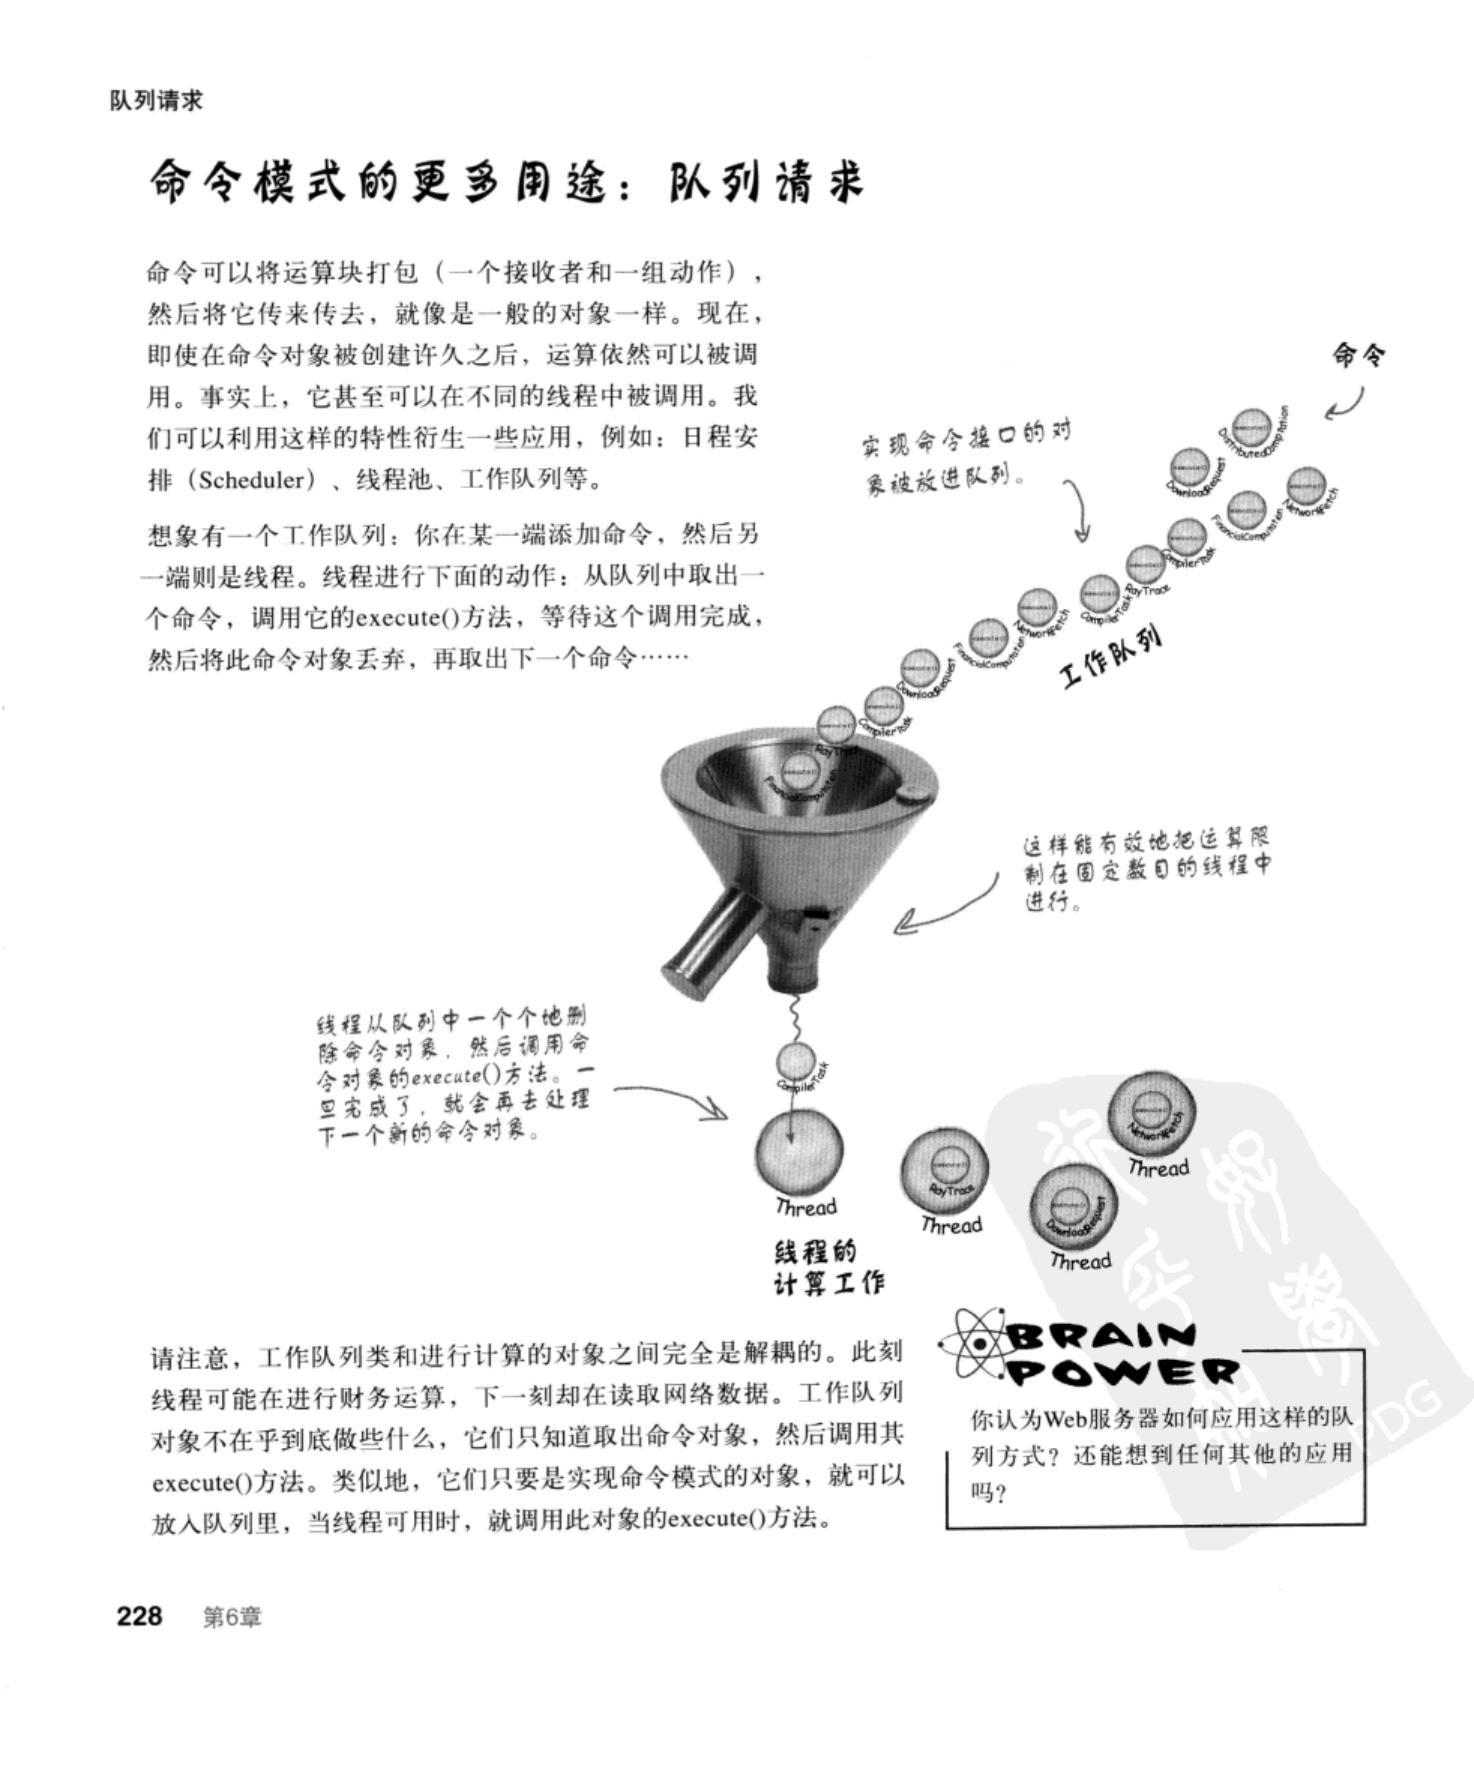 队列请求
命令模式的更多用途：队列请求
命令可以将运算块打包（一个接收者和一组动作），
然后将它传来传去，就像是一般的对象一样。现在，
即使在命令对象被创建许久之后，运算依然可以被调
用。事实上，它甚至可以在不同的线程中被调用。我
们可以利用这样的特性衍生一些应用，例如：日程安
排（Scheduler）、线程池、工作队列等。
想象有一个工作队列：你在某一端添加命令，然后另
一端则是线程。线程进行下面的动作：从队列中取出一
个命令，调用它的execute()方法，等待这个调用完成，
然后将此命令对象丢弃，再取出下一个命令……
命令
实现命令接口的对
象被放进队列。
DownloadRequest
NetworkFetch
CompilerTask
RayTrace
CompilerTask
NetworkFetch
工作队列
DownloadRequest
CompilerTask
这样能有效地把运算限
制在固定数目的线程中
进行。
线程从队列中一个个地删
除命令对象，然后调用命
令对象的execute()方法。一
旦完成了，就会再去处理
下一个新的命令对象。
CompilerTask
Thread
RayTrace
Thread
DownloadRequest
Thread
NetworkFetch
Thread
线程的
计算工作
请注意，工作队列类和进行计算的对象之间完全是解耦的。此刻
线程可能在进行财务运算，下一刻却在读取网络数据。工作队列
对象不在乎到底做些什么，它们只知道取出命令对象，然后调用其
execute()方法。类似地，它们只要是实现命令模式的对象，就可以
放入队列里，当线程可用时，就调用此对象的execute()方法。
BRAIN
POWER
你认为Web服务器如何应用这样的队
列方式？还能想到任何其他的应用
吗？
PDG
228 第6章